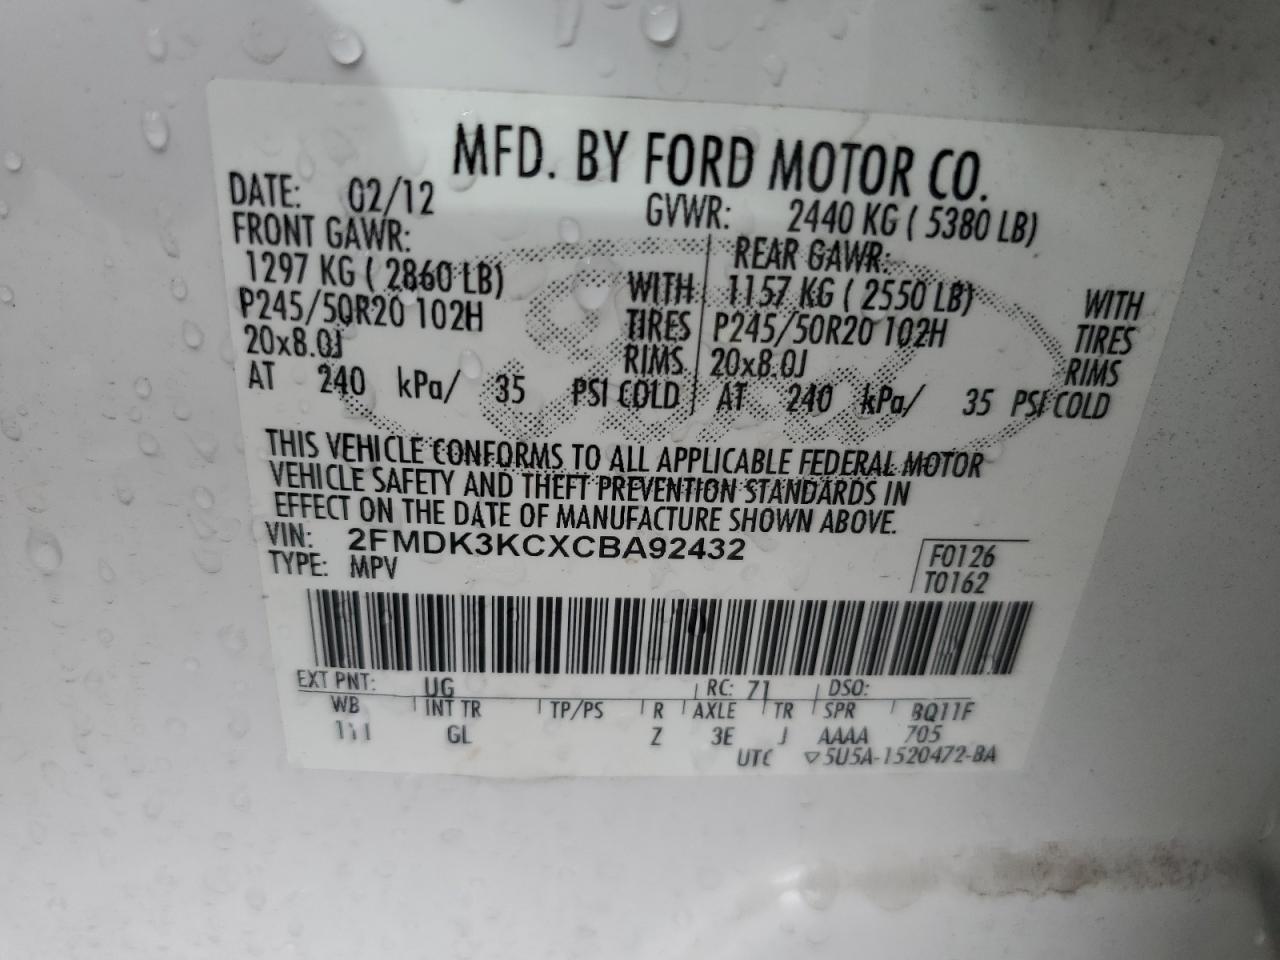 MFD. BY FORD MOTOR CO.
DATE: 02/12 GVWR: 2440 KG ( 5380 LB)
FRONT GAWR: REAR GAWR:
1297 KG ( 2860 LB) WITH 1157 KG ( 2550 LB) WITH
P245/50R20 102H TIRES P245/50R20 102H TIRES
20x8.0J RIMS 20x8.0J RIMS
AT 240 kPa/ 35 PSI COLD AT 240 kPa/ 35 PSI COLD
THIS VEHICLE CONFORMS TO ALL APPLICABLE FEDERAL MOTOR
VEHICLE SAFETY AND THEFT PREVENTION STANDARDS IN
EFFECT ON THE DATE OF MANUFACTURE SHOWN ABOVE.
VIN: 2FMDK3KCXCBA92432 F0126
TYPE: MPV T0162
EXT PNT: UG RC: 71 DSO:
WB INT TR TP/PS R AXLE TR SPR BQ11F
GL Z 3E J AAAA 705
UTC ▽5U5A-1520472-BA